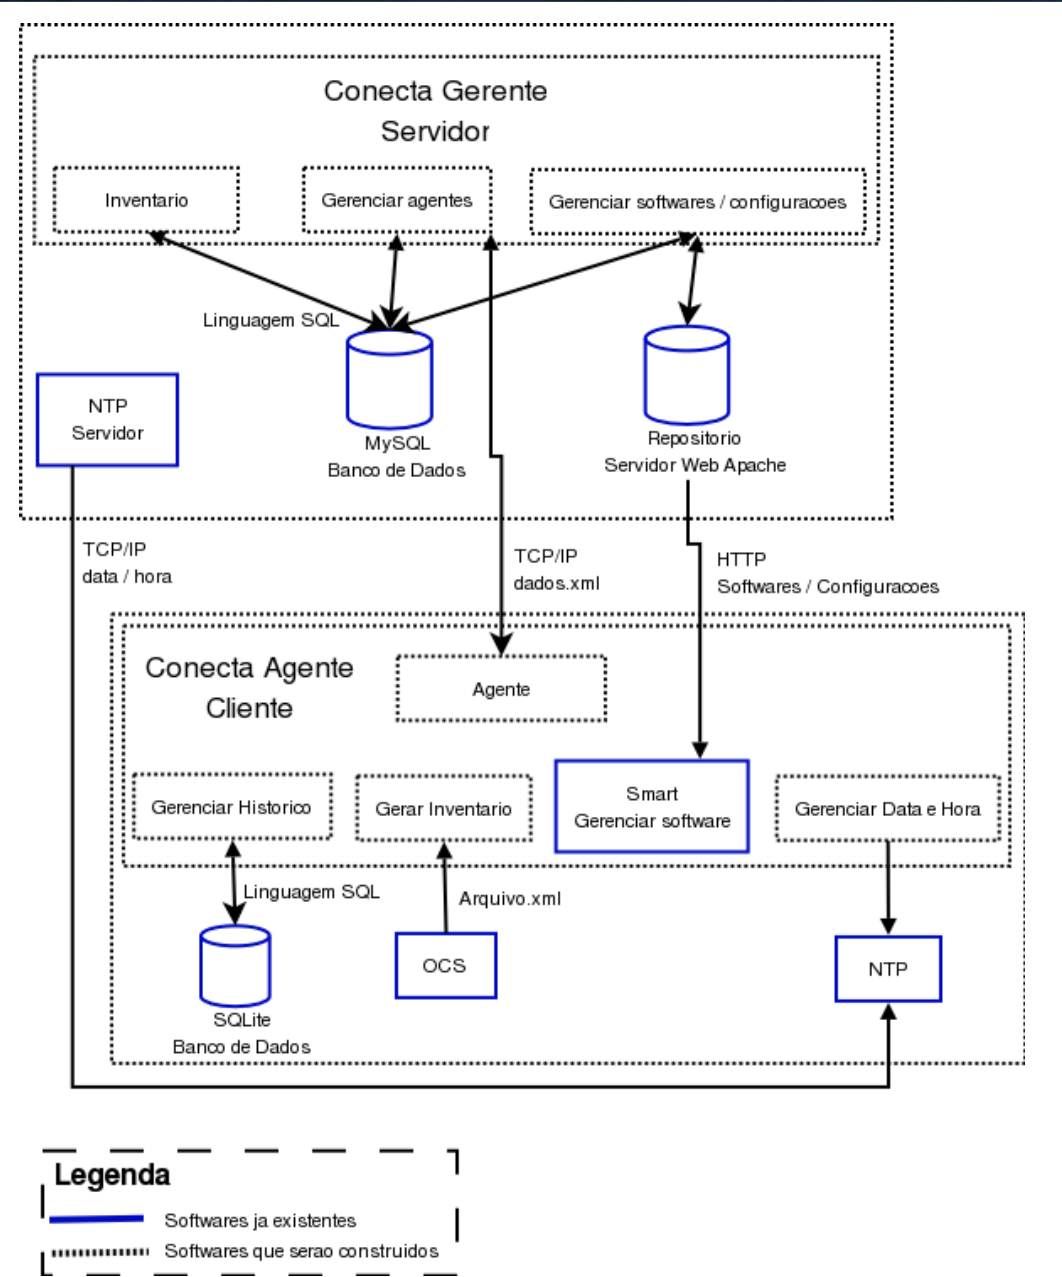 Conecta Gerente
Servidor
Inventario
Gerenciar agentes
Gerenciar softwares / configuracoes
Linguagem SQL
NTP
Servidor
MySQL
Banco de Dados
Repositorio
Servidor Web Apache
TCP/IP
data / hora
TCP/IP
dados.xml
HTTP
Softwares / Configuracoes
Conecta Agente
Cliente
Agente
Gerenciar Historico
Gerar Inventario
Smart
Gerenciar software
Gerenciar Data e Hora
Linguagem SQL
Arquivo.xml
OCS
NTP
SQLite
Banco de Dados
Legenda
Softwares ja existentes
Softwares que serao construidos